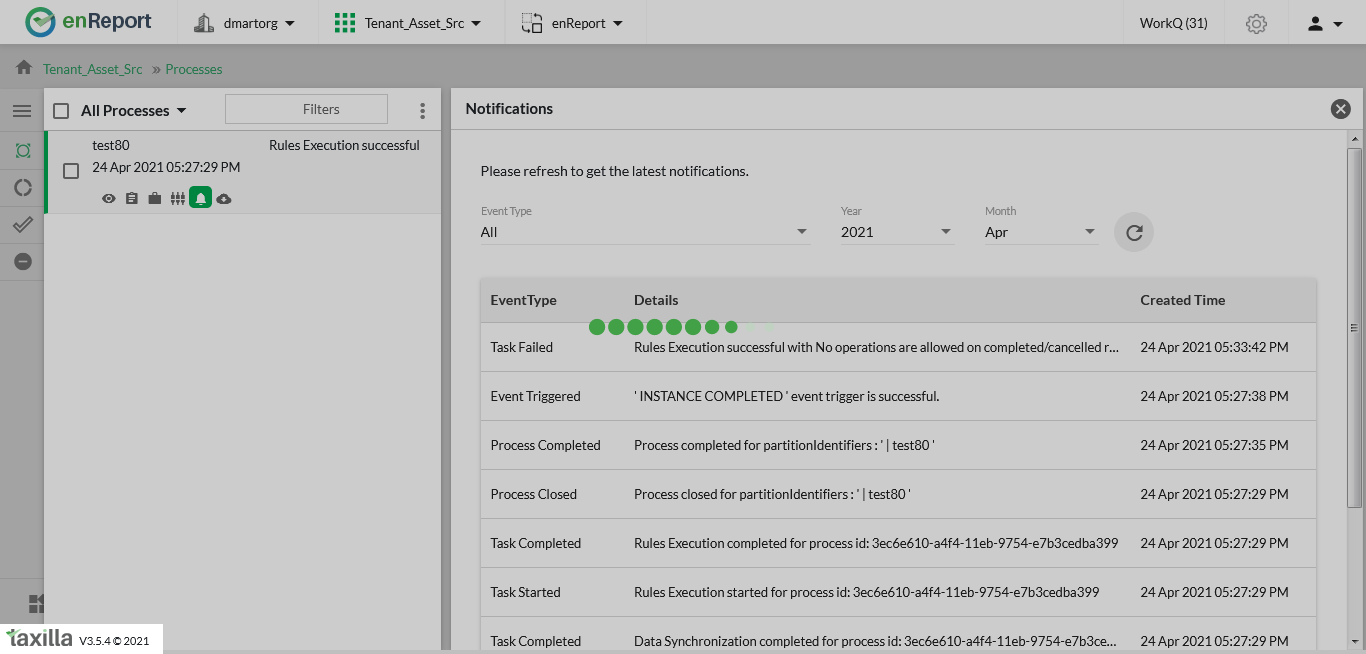 enReport dmartorg Tenant_Asset_Src enReport WorkQ (31)
Tenant_Asset_Src » Processes
All Processes Filters
test80 Rules Execution successful
24 Apr 2021 05:27:29 PM
Notifications
Please refresh to get the latest notifications.
Event Type Year Month
All 2021 Apr
EventType Details Created Time
Task Failed Rules Execution successful with No operations are allowed on completed/cancelled r... 24 Apr 2021 05:33:42 PM
Event Triggered ' INSTANCE COMPLETED ' event trigger is successful. 24 Apr 2021 05:27:38 PM
Process Completed Process completed for partitionIdentifiers : ' | test80 ' 24 Apr 2021 05:27:35 PM
Process Closed Process closed for partitionIdentifiers : ' | test80 ' 24 Apr 2021 05:27:29 PM
Task Completed Rules Execution completed for process id: 3ec6e610-a4f4-11eb-9754-e7b3cedba399 24 Apr 2021 05:27:29 PM
Task Started Rules Execution started for process id: 3ec6e610-a4f4-11eb-9754-e7b3cedba399 24 Apr 2021 05:27:29 PM
Task Completed Data Synchronization completed for process id: 3ec6e610-a4f4-11eb-9754-e7b3ce... 24 Apr 2021 05:27:29 PM
taxilla V3.5.4 © 2021